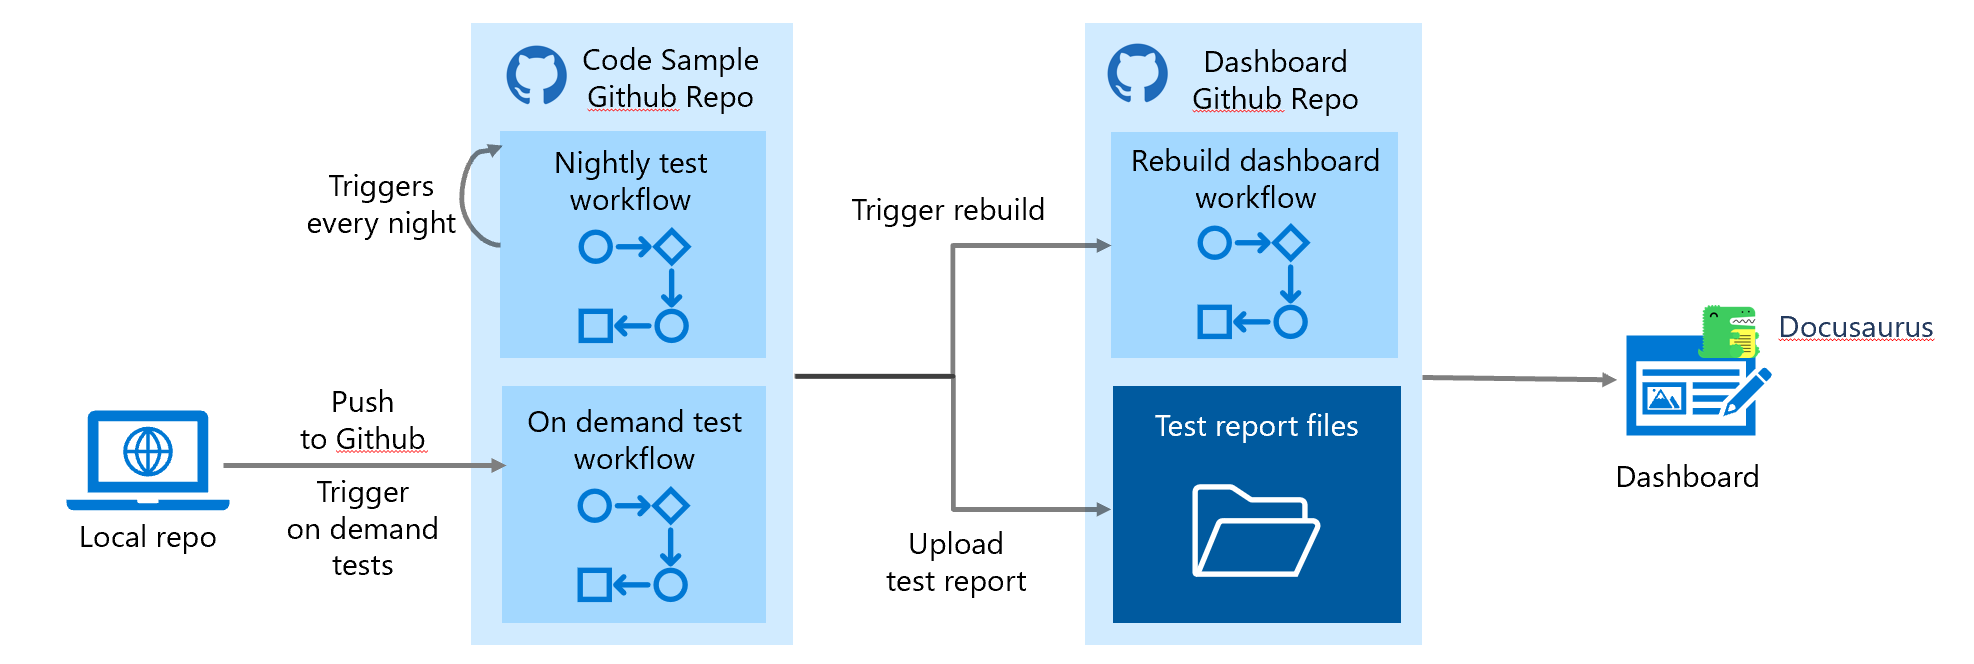 Code Sample
Github Repo
Nightly test
workflow
Triggers
every night
Push
to Github
Trigger
on demand
tests
Local repo
On demand test
workflow
Trigger rebuild
Upload
test report
Dashboard
Github Repo
Rebuild dashboard
workflow
Test report files
Docusaurus
Dashboard